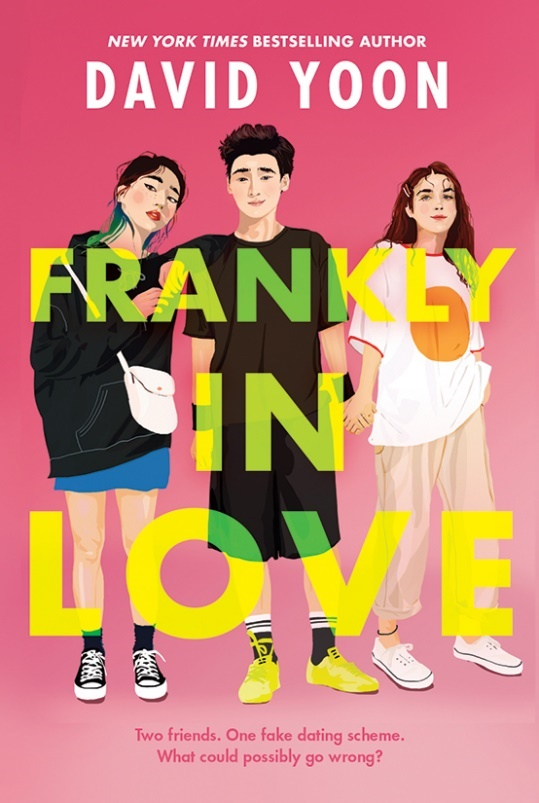 NEW YORK TIMES BESTSELLING AUTHOR
DAVID YOON
FRANKLY
IN
LOVE
Two friends. One fake dating scheme.
What could possibly go wrong?